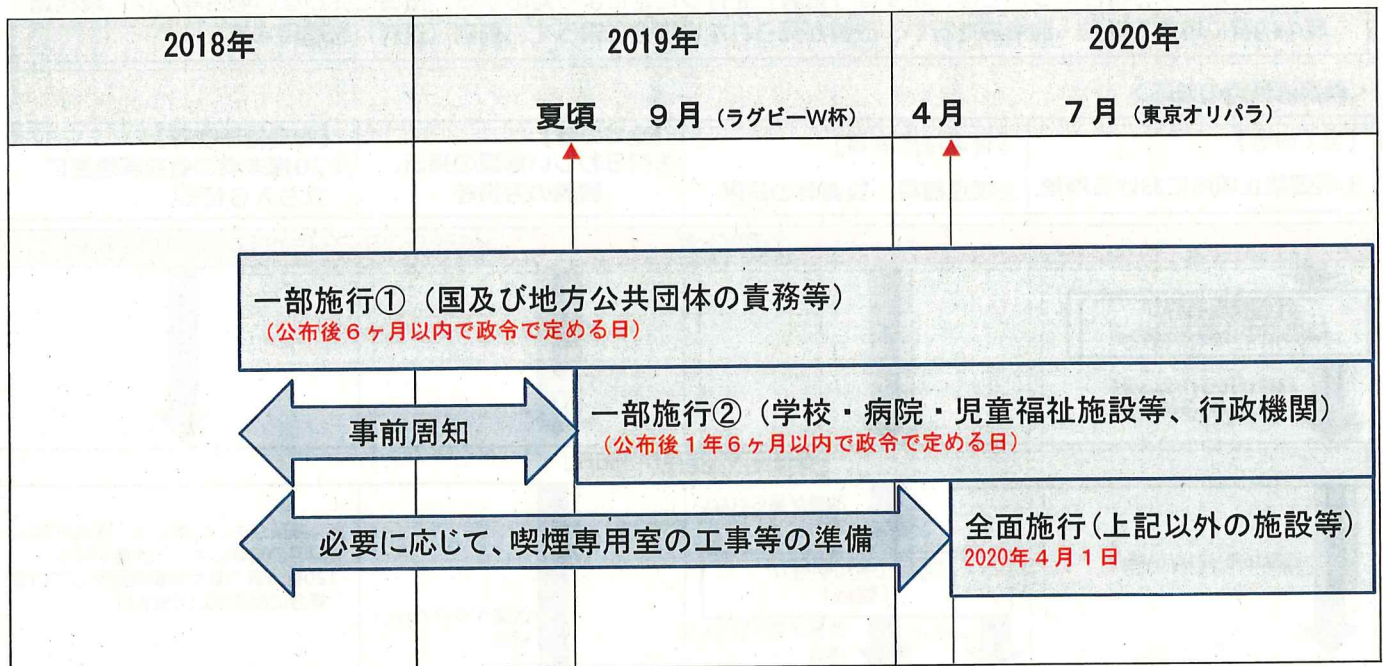 2018年
2019年
2020年
夏頃
9月(ラグビーW杯)
4月
7月(東京オリパラ)
一部施行①(国及び地方公共団体の責務等)
(公布後6ヶ月以内で政令で定める日)
事前周知
一部施行②(学校・病院・児童福祉施設等、行政機関)
(公布後1年6ヶ月以内で政令で定める日)
必要に応じて、喫煙専用室の工事等の準備
全面施行(上記以外の施設等)
2020年4月1日